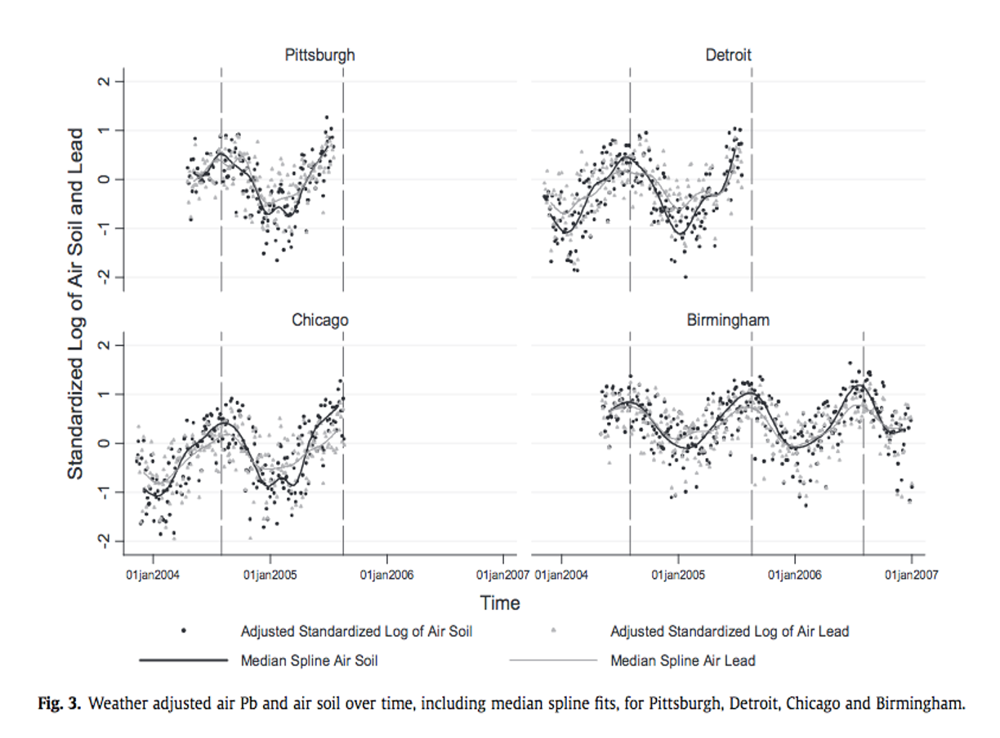 Pittsburgh
Detroit
2
1
0
-1
-2
Standardized Log of Air Soil and Lead
Chicago
Birmingham
2
1
0
-1
-2
01jan2004 01jan2005 01jan2006 01jan2007 01jan2004 01jan2005 01jan2006 01jan2007
Time
Adjusted Standardized Log of Air Soil Adjusted Standardized Log of Air Lead
Median Spline Air Soil Median Spline Air Lead
Fig. 3. Weather adjusted air Pb and air soil over time, including median spline fits, for Pittsburgh, Detroit, Chicago and Birmingham.